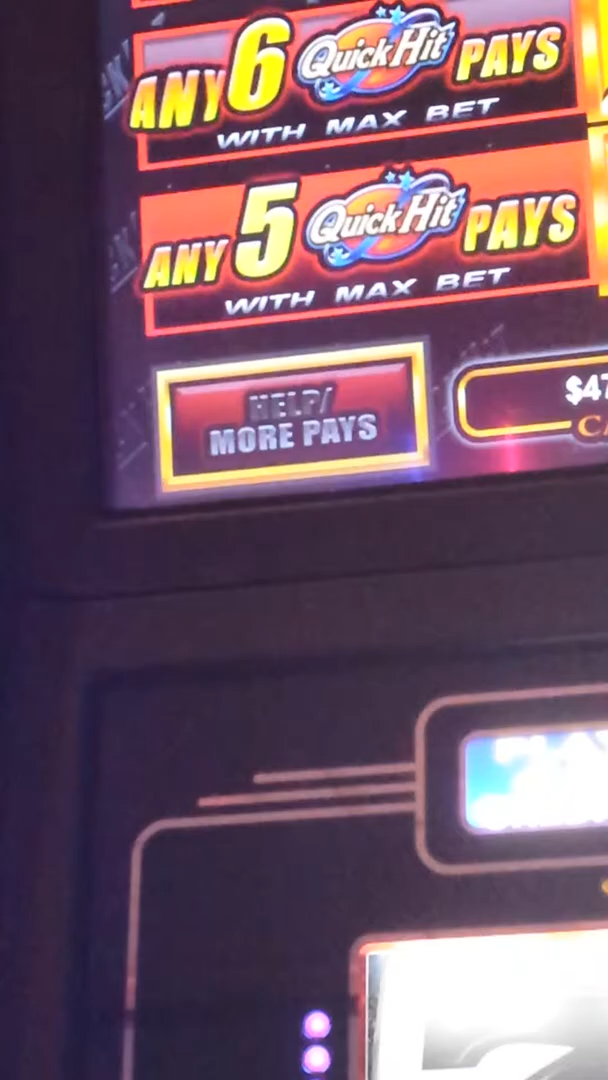 ANY 6 Quick Hit PAYS
WITH MAX BET
ANY 5 Quick Hit PAYS
WITH MAX BET
HELP/
MORE PAYS
$47